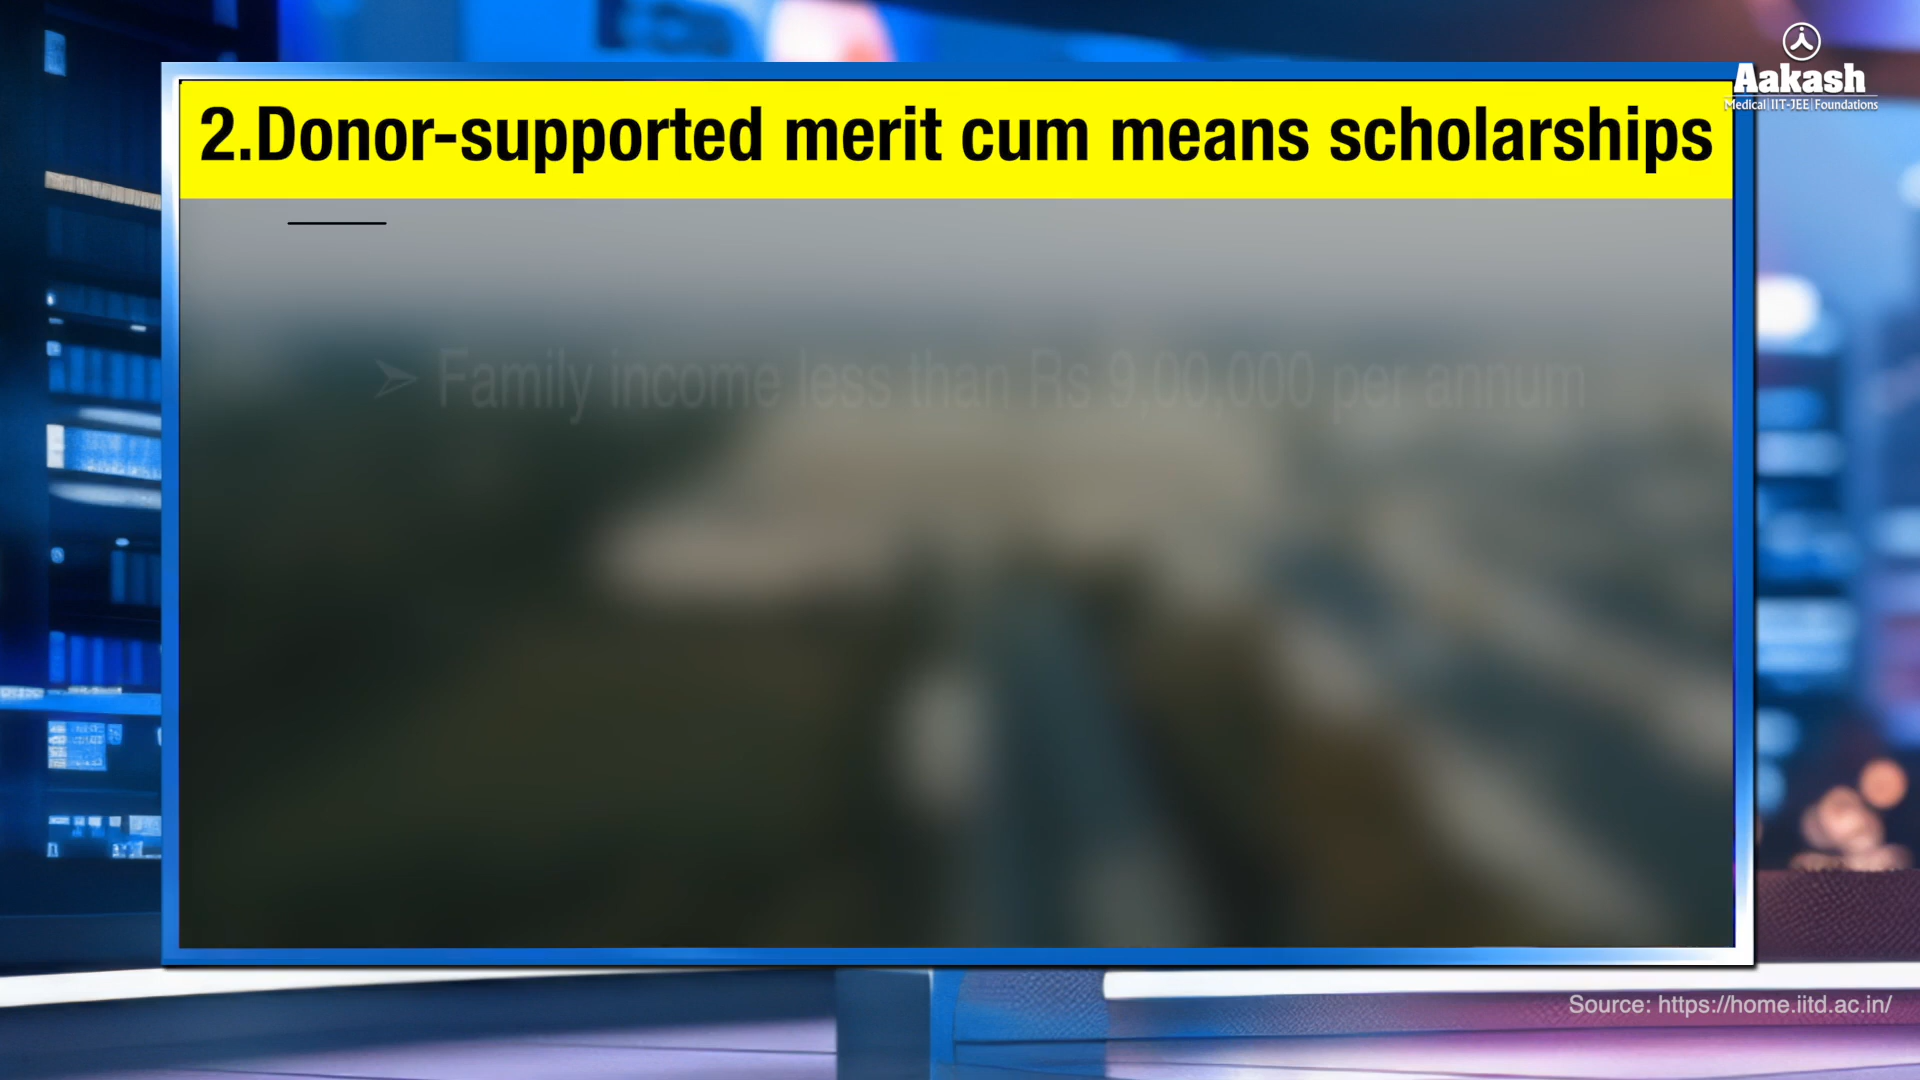 Aakash
Medical|IIT-JEE|Foundations
2.Donor-supported merit cum means scholarships
➢ Family income less than Rs 9,00,000 per annum
Source: https://home.iitd.ac.in/